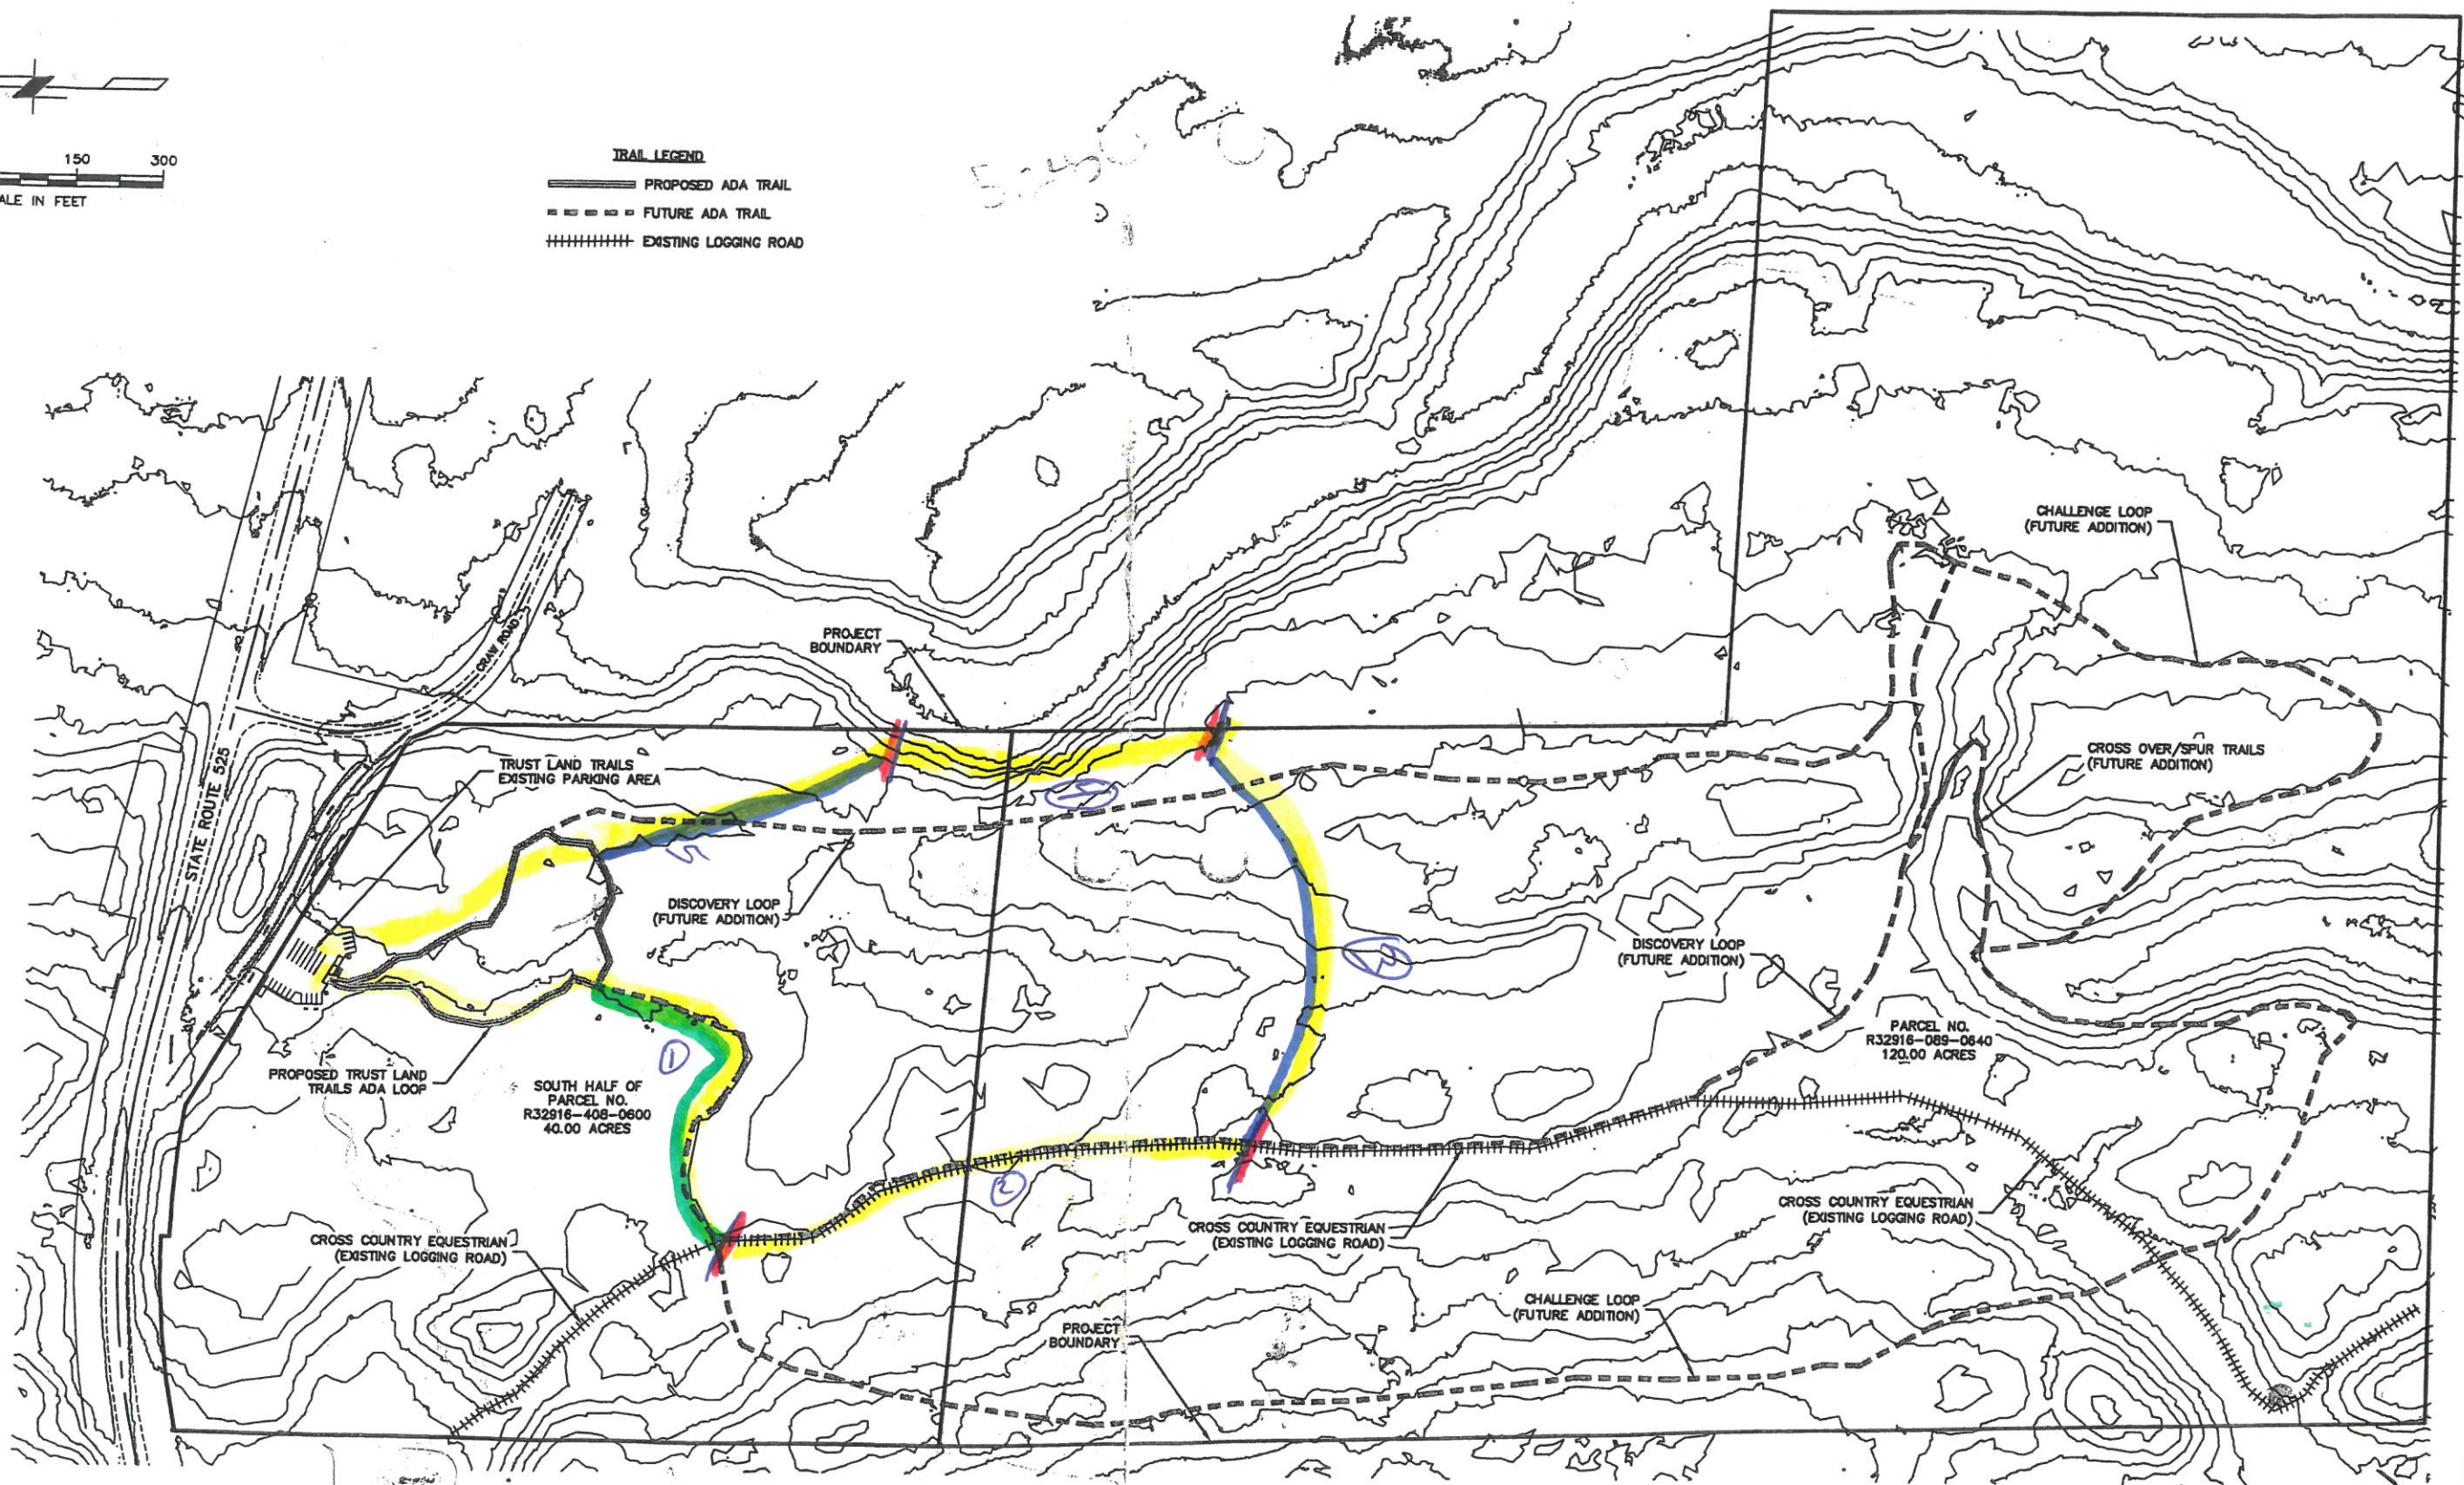 150 300
ALE IN FEET
TRAIL LEGEND
PROPOSED ADA TRAIL
FUTURE ADA TRAIL
EXISTING LOGGING ROAD
CHALLENGE LOOP
(FUTURE ADDITION)
CRAW ROAD
PROJECT
BOUNDARY
STATE ROUTE 525
TRUST LAND TRAILS
EXISTING PARKING AREA
CROSS OVER/SPUR TRAILS
(FUTURE ADDITION)
5
DISCOVERY LOOP
(FUTURE ADDITION)
DISCOVERY LOOP
(FUTURE ADDITION)
3
PARCEL NO.
R32916-089-0640
120.00 ACRES
1
PROPOSED TRUST LAND
TRAILS ADA LOOP
SOUTH HALF OF
PARCEL NO.
R32916-408-0600
40.00 ACRES
2
CROSS COUNTRY EQUESTRIAN
(EXISTING LOGGING ROAD)
CROSS COUNTRY EQUESTRIAN
(EXISTING LOGGING ROAD)
CROSS COUNTRY EQUESTRIAN
(EXISTING LOGGING ROAD)
CHALLENGE LOOP
(FUTURE ADDITION)
PROJECT
BOUNDARY